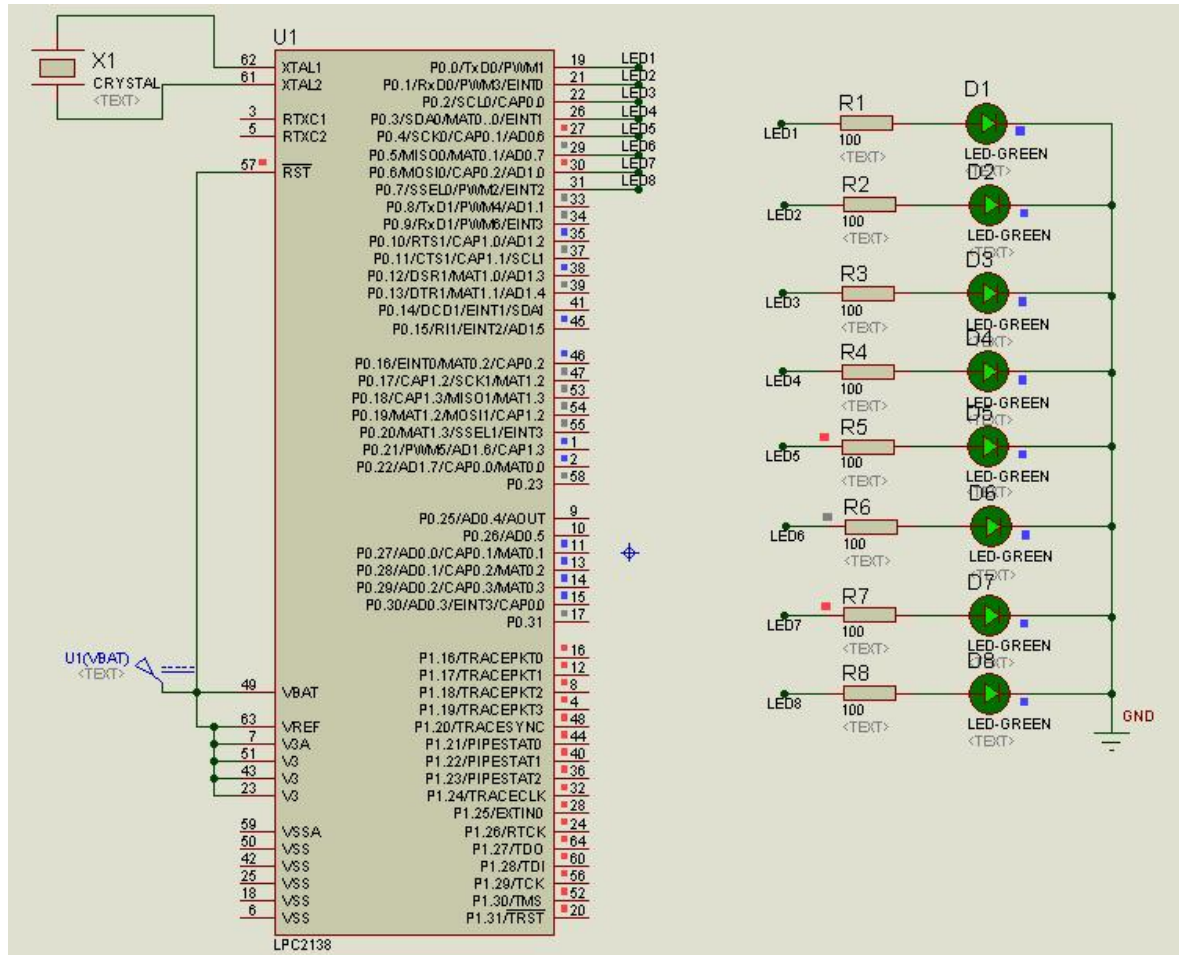 X1
CRYSTAL
<TEXT>
U1
62 XTAL1
61 XTAL2
3 RTXC1
5 RTXC2
57 RST
U1(VBAT)
<TEXT>
49 VBAT
63 VREF
7 V3A
51 V3
43 V3
23 V3
59 VSSA
50 VSS
42 VSS
25 VSS
18 VSS
6 VSS
P0.0/TxD0/PWM1 19 LED1
P0.1/RxD0/PWM3/EINT0 21 LED2
P0.2/SCL0/CAP0.0 22 LED3
P0.3/SDA0/MAT0..0/EINT1 26 LED4
P0.4/SCK0/CAP0.1/AD0.6 27 LED5
P0.5/MISO0/MAT0.1/AD0.7 29 LED6
P0.6/MOSI0/CAP0.2/AD1.0 30 LED7
P0.7/SSEL0/PWM2/EINT2 31 LED8
P0.8/TxD1/PWM4/AD1.1 33
P0.9/RxD1/PWM6/EINT3 34
P0.10/RTS1/CAP1.0/AD1.2 35
P0.11/CTS1/CAP1.1/SCL1 37
P0.12/DSR1/MAT1.0/AD1.3 38
P0.13/DTR1/MAT1.1/AD1.4 39
P0.14/DCD1/EINT1/SDA1 41
P0.15/RI1/EINT2/AD1.5 45
P0.16/EINT0/MAT0.2/CAP0.2 46
P0.17/CAP1.2/SCK1/MAT1.2 47
P0.18/CAP1.3/MISO1/MAT1.3 53
P0.19/MAT1.2/MOSI1/CAP1.2 54
P0.20/MAT1.3/SSEL1/EINT3 55
P0.21/PWM5/AD1.6/CAP1.3 1
P0.22/AD1.7/CAP0.0/MAT0.0 2
P0.23 58
P0.25/AD0.4/AOUT 9
P0.26/AD0.5 10
P0.27/AD0.0/CAP0.1/MAT0.1 11
P0.28/AD0.1/CAP0.2/MAT0.2 13
P0.29/AD0.2/CAP0.3/MAT0.3 14
P0.30/AD0.3/EINT3/CAP0.0 15
P0.31 17
P1.16/TRACEPKT0 16
P1.17/TRACEPKT1 12
P1.18/TRACEPKT2 8
P1.19/TRACEPKT3 4
P1.20/TRACESYNC 48
P1.21/PIPESTAT0 44
P1.22/PIPESTAT1 40
P1.23/PIPESTAT2 36
P1.24/TRACECLK 32
P1.25/EXTIN0 28
P1.26/RTCK 24
P1.27/TDO 64
P1.28/TDI 60
P1.29/TCK 56
P1.30/TMS 52
P1.31/TRST 20
LPC2138
R1 D1
LED1
100 LED-GREEN
<TEXT> <TEXT>
R2 D2
LED2
100 LED-GREEN
<TEXT>
R3 D3
LED3
100 LED-GREEN
<TEXT> <TEXT>
R4 D4
LED4
100 LED-GREEN
<TEXT> <TEXT>
R5 D5
LED5
100 LED-GREEN
<TEXT> <TEXT>
R6 D6
LED6
100 LED-GREEN
<TEXT> <TEXT>
R7 D7
LED7
100 LED-GREEN
<TEXT> <TEXT>
R8 D8
LED8
100 LED-GREEN
<TEXT> <TEXT>
GND